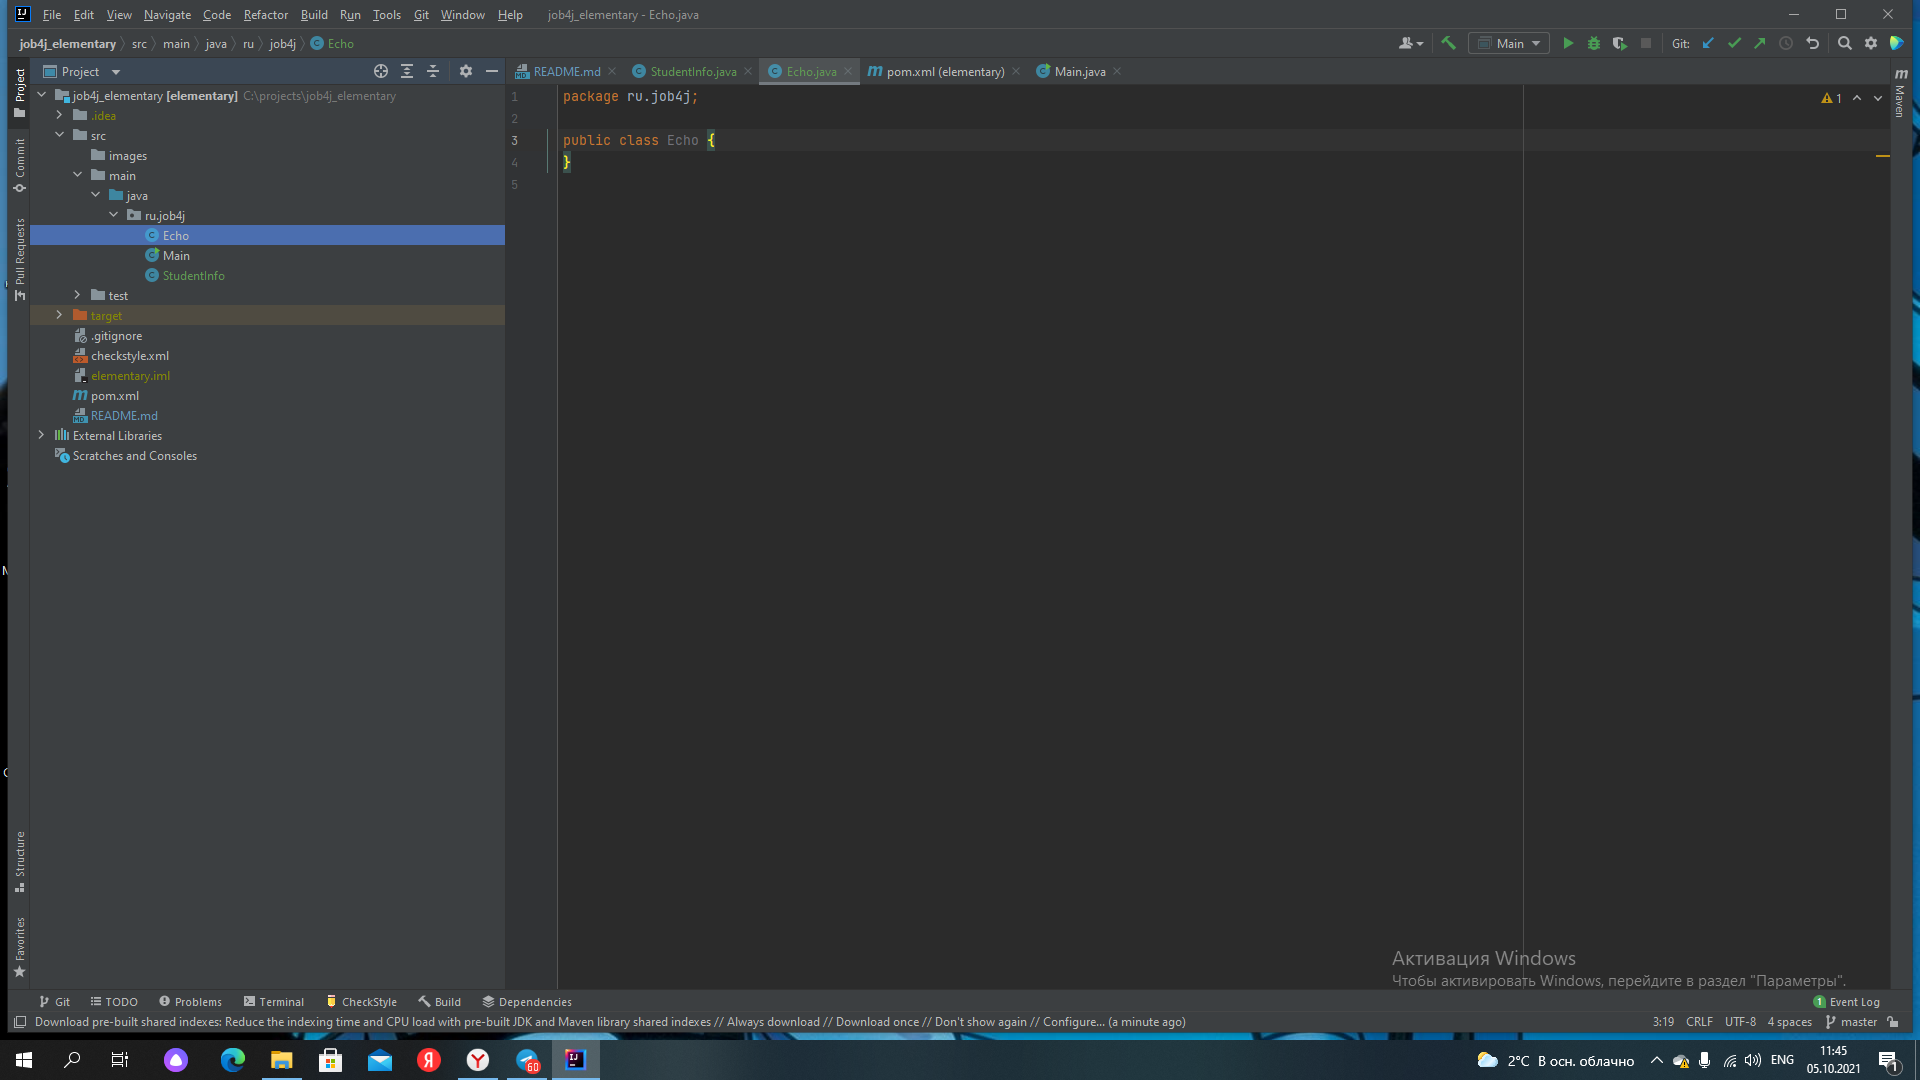 File Edit View Navigate Code Refactor Build Run Tools Git Window Help job4j_elementary - Echo.java
job4j_elementary src main java ru job4j Echo Main Git:
Project README.md StudentInfo.java Echo.java pom.xml (elementary) Main.java
job4j_elementary [elementary] C:\projects\job4j_elementary
.idea
src
images
main
java
ru.job4j
Echo
Main
StudentInfo
test
target
.gitignore
checkstyle.xml
elementary.iml
pom.xml
README.md
External Libraries
Scratches and Consoles
1 package ru.job4j;
2
3 public class Echo {
4 }
5
1
Project
Commit
Pull Requests
Structure
Favorites
m
Maven
Активация Windows
Чтобы активировать Windows, перейдите в раздел "Параметры".
Git TODO Problems Terminal CheckStyle Build Dependencies 1 Event Log
Download pre-built shared indexes: Reduce the indexing time and CPU load with pre-built JDK and Maven library shared indexes // Always download // Download once // Don't show again // Configure... (a minute ago) 3:19 CRLF UTF-8 4 spaces master
60 2°C В осн. облачно ENG 11:45
05.10.2021 1